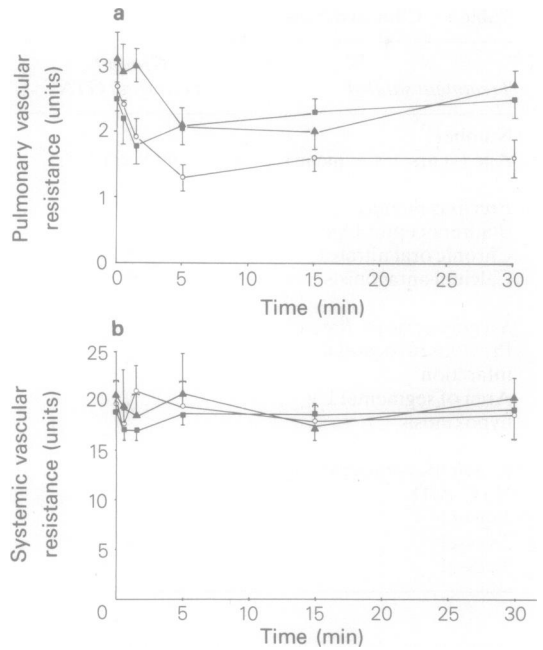 a
Pulmonary vascular
resistance (units)
3
2
1
0
0 5 10 15 20 25 30
Time (min)
b
Systemic vascular
resistance (units)
25
20
15
10
5
0 5 10 15 20 25 30
Time (min)